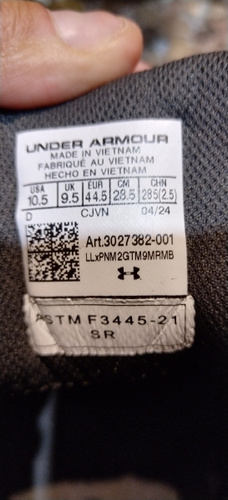 UNDER ARMOUR
MADE IN VIETNAM
FABRIQUÉ AU VIETNAM
HECHO EN VIETNAM
USA UK EUR CM CHN
10.5 9.5 44.5 28.5 285(2.5)
D CJVN 04/24
Art.3027382-001
LLxPNM2GTM9MRMB
ASTM F3445-21
SR